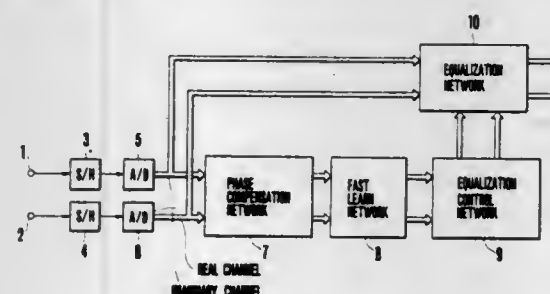 10
EQUALIZATION
NETWORK
3
5
1
S/H
A/D
PHASE
COMPENSATION
NETWORK
FAST
LEARN
NETWORK
EQUALIZATION
CONTROL
NETWORK
2
S/H
A/D
4
6
7
8
9
REAL CHANNEL
IMAGINARY CHANNEL